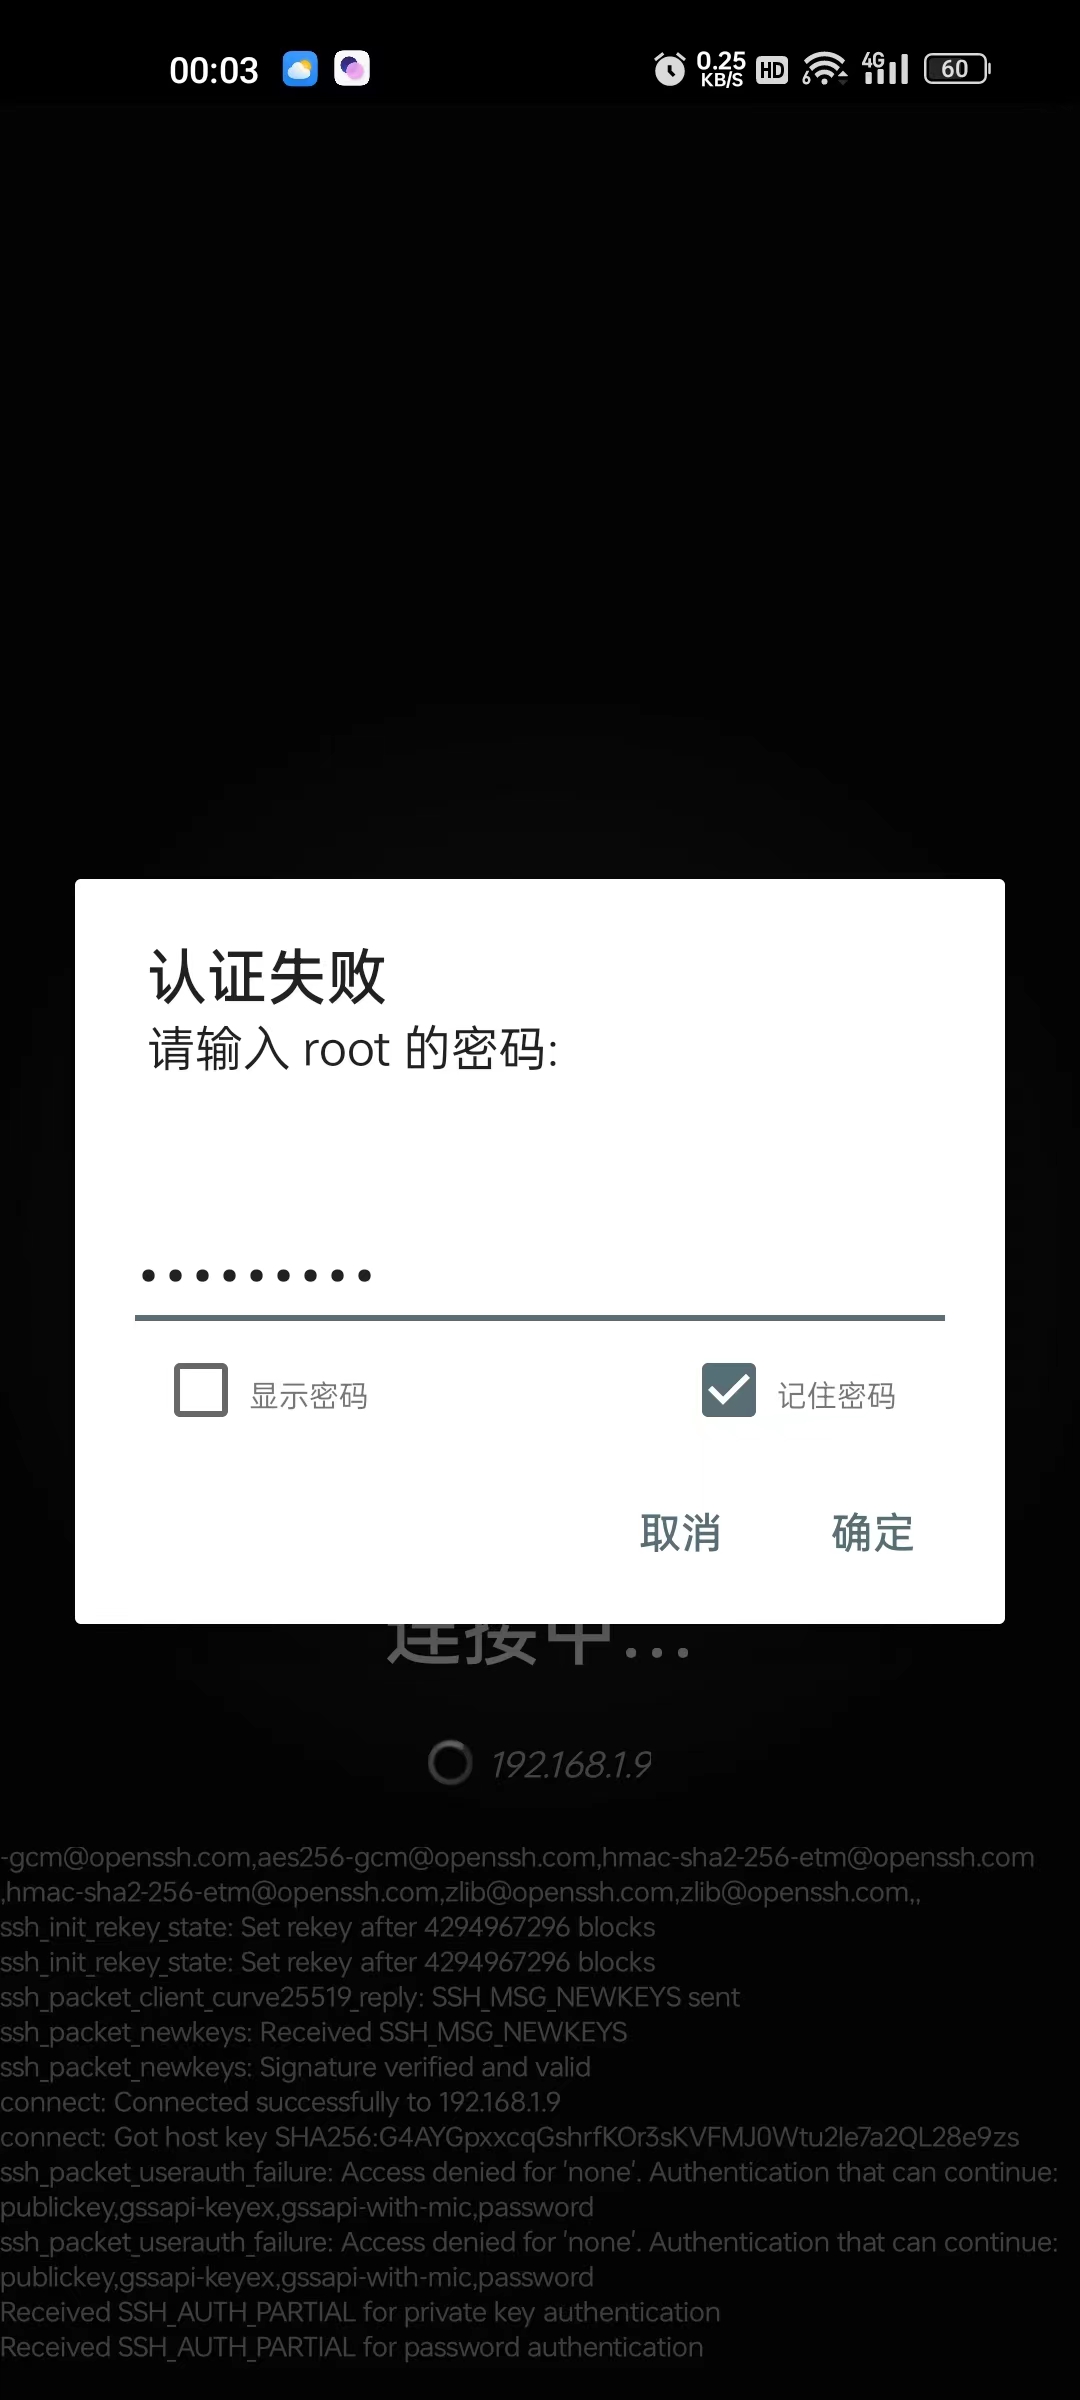 00:03 0.25 KB/S HD 6 4G 60
认证失败
请输入 root 的密码:
•••••••••
显示密码 记住密码
取消 确定
连接中...
192.168.1.9
-gcm@openssh.com,aes256-gcm@openssh.com,hmac-sha2-256-etm@openssh.com
,hmac-sha2-256-etm@openssh.com,zlib@openssh.com,zlib@openssh.com,,
ssh_init_rekey_state: Set rekey after 4294967296 blocks
ssh_init_rekey_state: Set rekey after 4294967296 blocks
ssh_packet_client_curve25519_reply: SSH_MSG_NEWKEYS sent
ssh_packet_newkeys: Received SSH_MSG_NEWKEYS
ssh_packet_newkeys: Signature verified and valid
connect: Connected successfully to 192.168.1.9
connect: Got host key SHA256:G4AYGpxxcqGshrfKOr3sKVFMJ0Wtu2le7a2QL28e9zs
ssh_packet_userauth_failure: Access denied for 'none'. Authentication that can continue:
publickey,gssapi-keyex,gssapi-with-mic,password
ssh_packet_userauth_failure: Access denied for 'none'. Authentication that can continue:
publickey,gssapi-keyex,gssapi-with-mic,password
Received SSH_AUTH_PARTIAL for private key authentication
Received SSH_AUTH_PARTIAL for password authentication